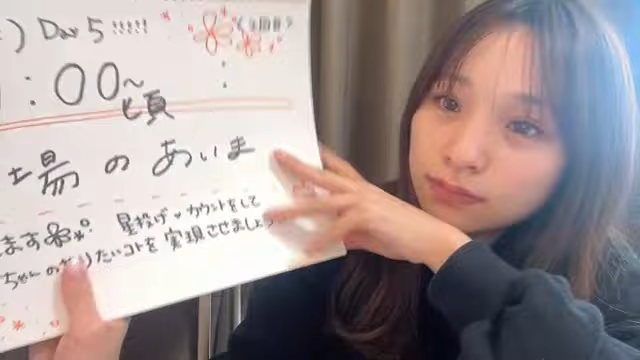 ) Day 5!!!!!
:00~
頃
場のあいま
ます 星投げ カウントをして
ちゃんのやりたいコトを実現させましょ